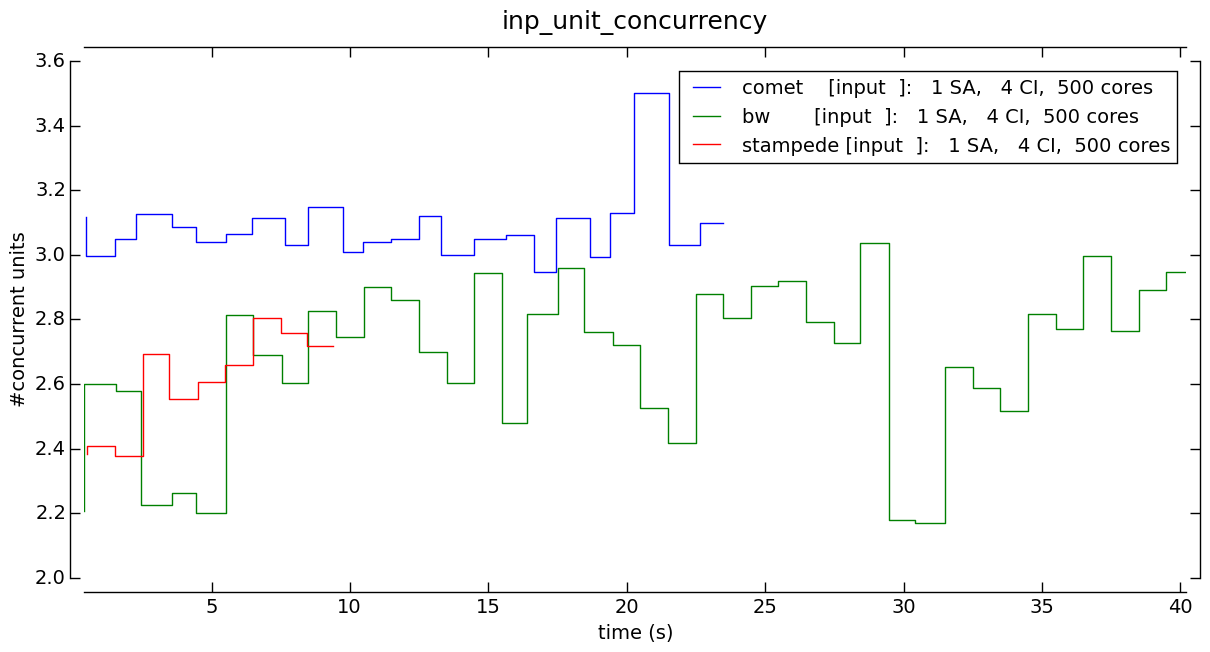 inp_unit_concurrency
3.6
3.4
3.2
3.0
2.8
2.6
2.4
2.2
2.0
#concurrent units
comet [input ]: 1 SA, 4 CI, 500 cores
bw [input ]: 1 SA, 4 CI, 500 cores
stampede [input ]: 1 SA, 4 CI, 500 cores
5 10 15 20 25 30 35 40
time (s)